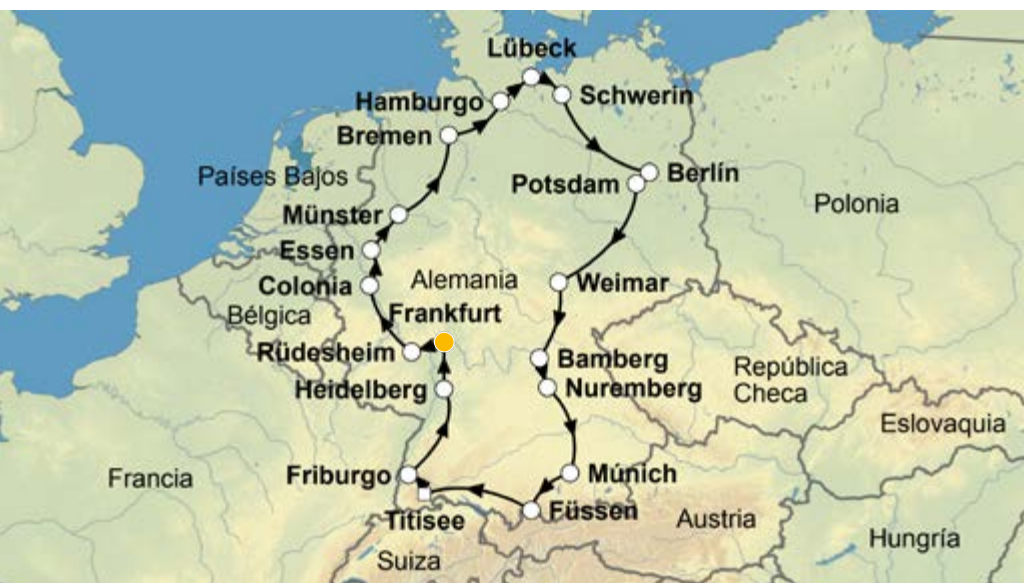 Lübeck
Hamburgo
Schwerin
Bremen
Países Bajos
Berlín
Potsdam
Münster
Polonia
Essen
Alemania
Weimar
Colonia
Bélgica
Frankfurt
Rüdesheim
Bamberg
República
Checa
Heidelberg
Nuremberg
Eslovaquia
Francia
Friburgo
Múnich
Titisee
Füssen
Austria
Suiza
Hungría